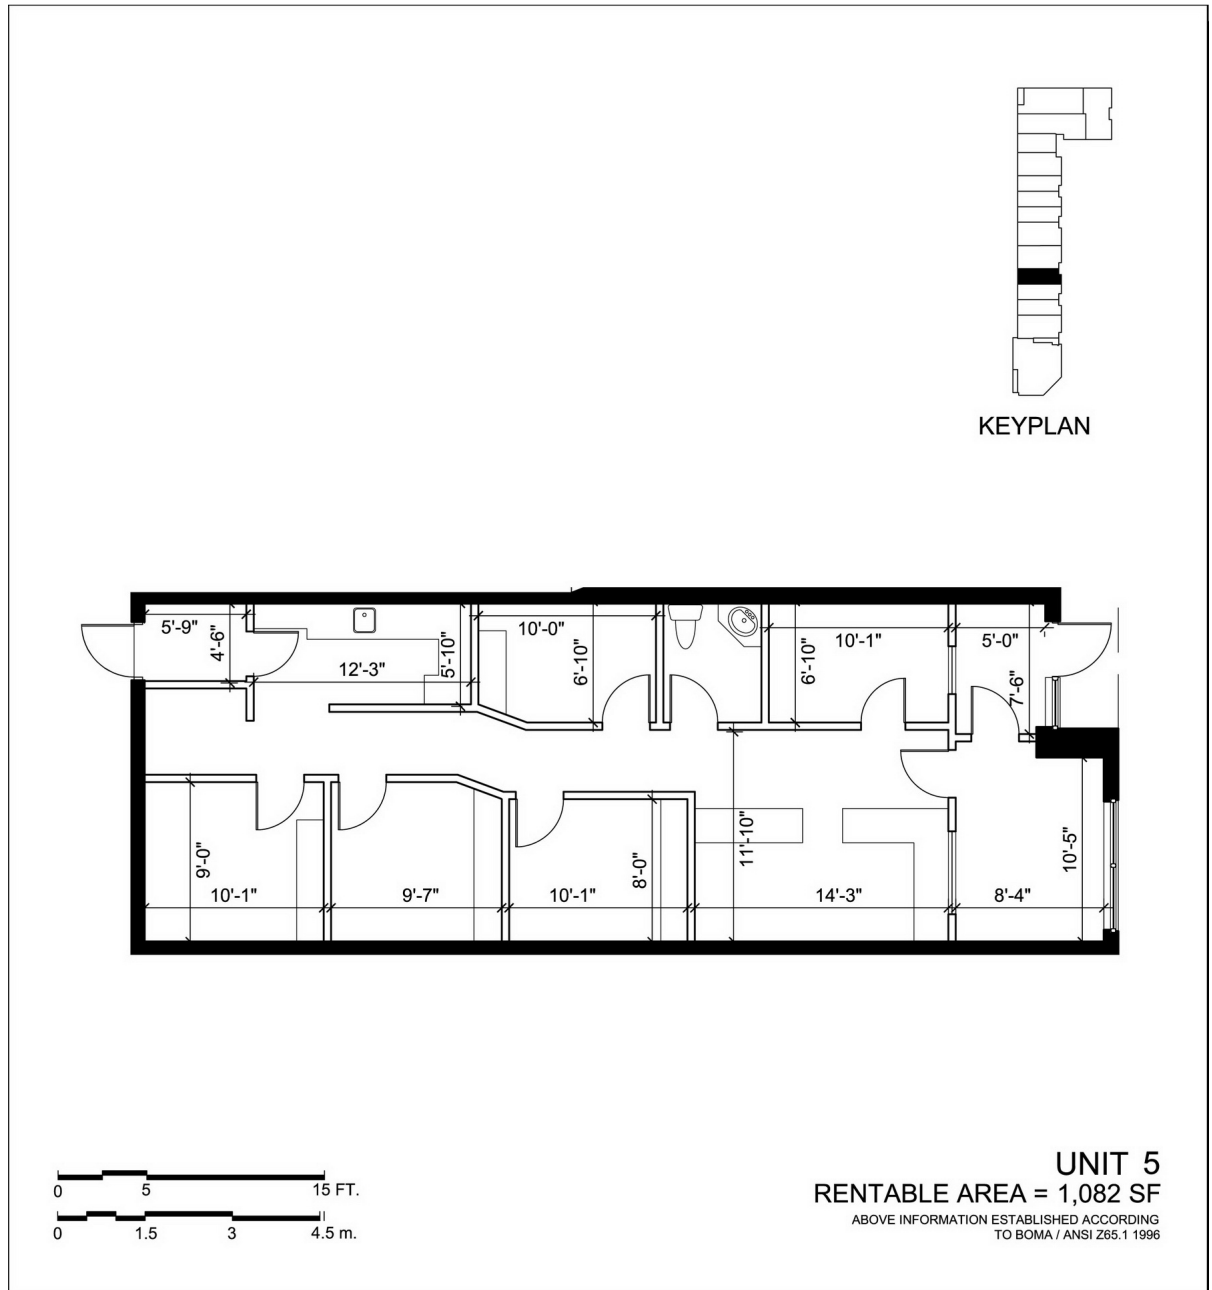 KEYPLAN
5'-9"
4'-6"
12'-3"
5'-10"
10'-0"
6'-10"
10'-1"
6'-10"
5'-0"
7'-6"
9'-0"
10'-1"
9'-7"
10'-1"
8'-0"
11'-10"
14'-3"
8'-4"
10'-5"
0 5 15 FT.
0 1.5 3 4.5 m.
UNIT 5
RENTABLE AREA = 1,082 SF
ABOVE INFORMATION ESTABLISHED ACCORDING
TO BOMA / ANSI Z65.1 1996